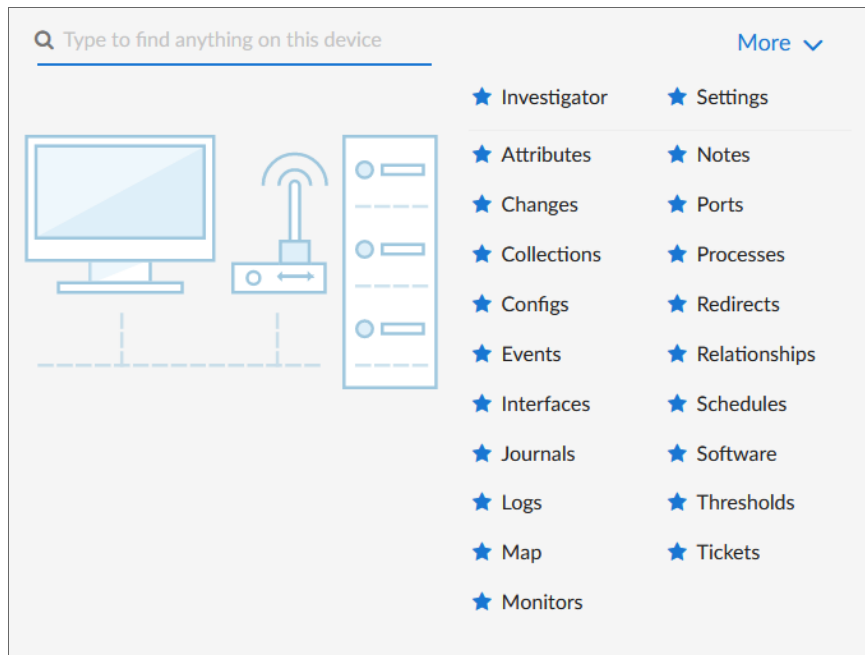 Type to find anything on this device
More
Investigator
Settings
Attributes
Notes
Changes
Ports
Collections
Processes
Configs
Redirects
Events
Relationships
Interfaces
Schedules
Journals
Software
Logs
Thresholds
Map
Tickets
Monitors